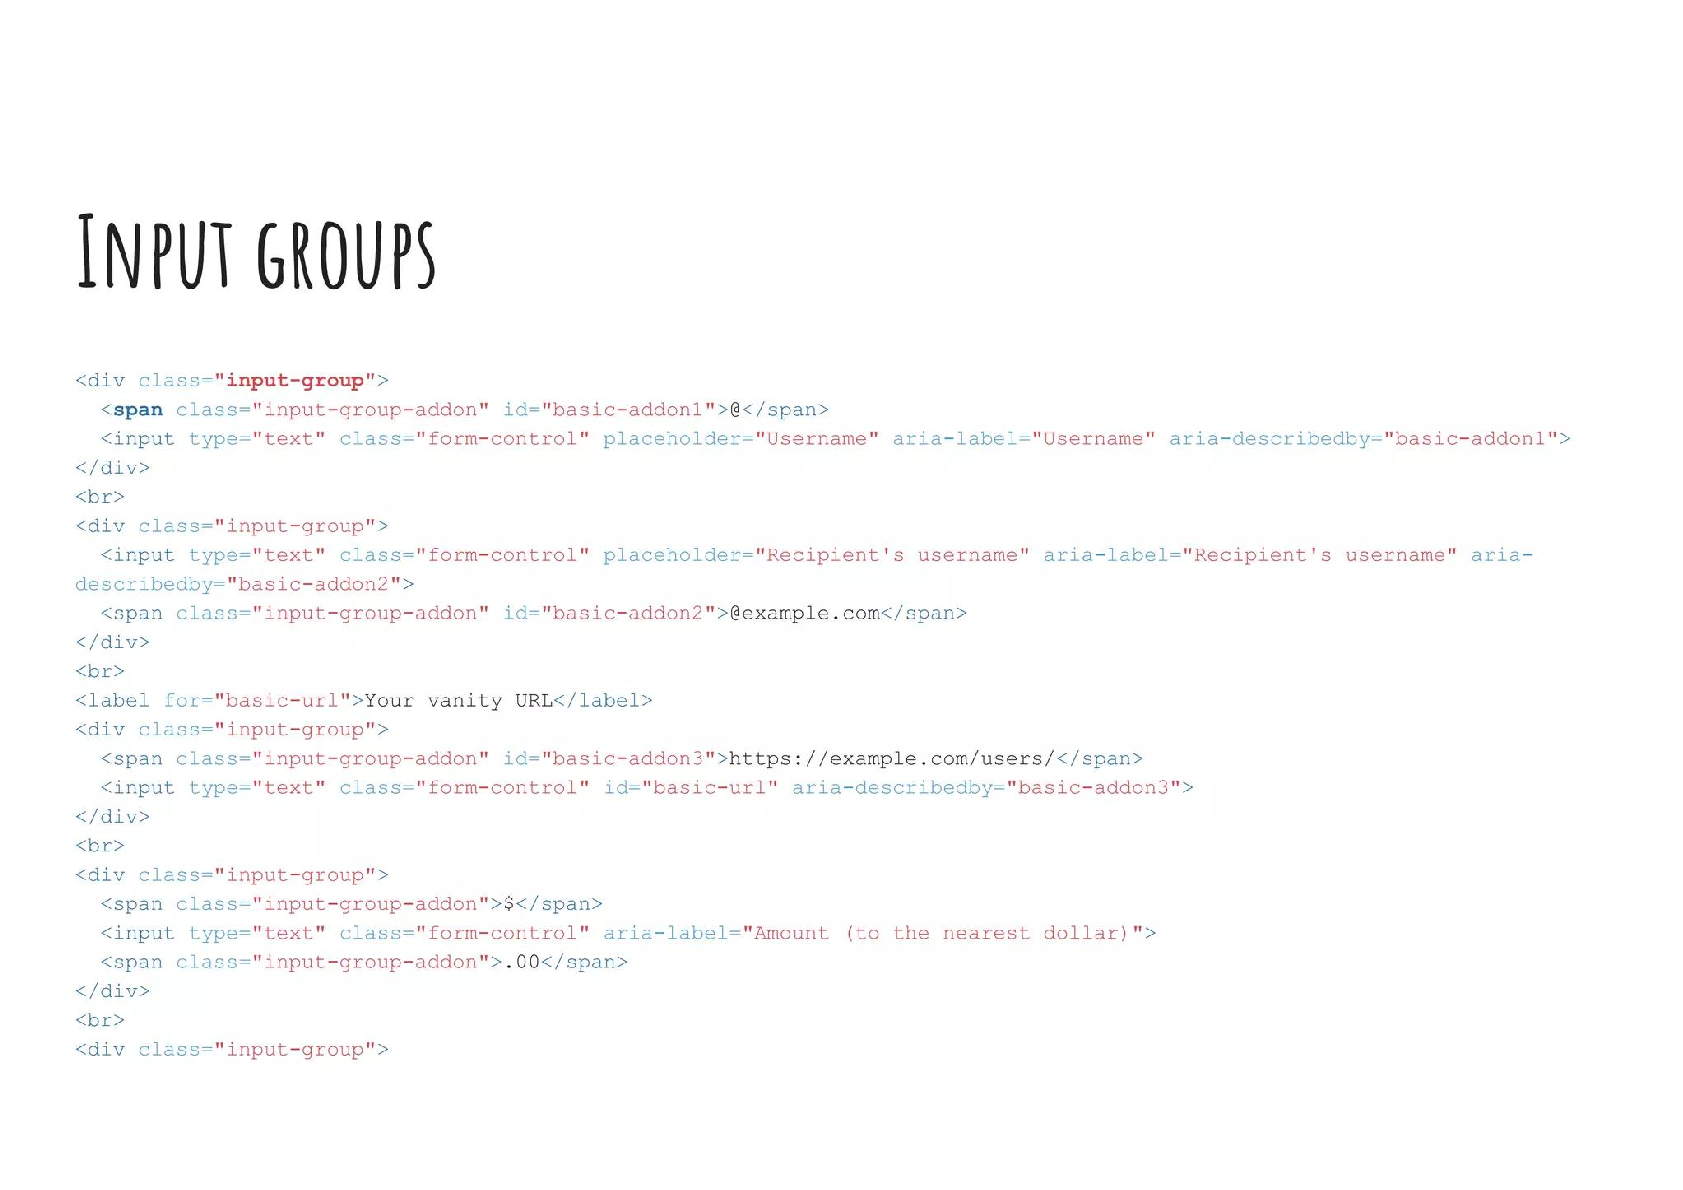 Input groups
<div class="input-group">
  <span class="input-group-addon" id="basic-addon1">@</span>
  <input type="text" class="form-control" placeholder="Username" aria-label="Username" aria-describedby="basic-addon1">
</div>
<br>
<div class="input-group">
  <input type="text" class="form-control" placeholder="Recipient's username" aria-label="Recipient's username" aria-
describedby="basic-addon2">
  <span class="input-group-addon" id="basic-addon2">@example.com</span>
</div>
<br>
<label for="basic-url">Your vanity URL</label>
<div class="input-group">
  <span class="input-group-addon" id="basic-addon3">https://example.com/users/</span>
  <input type="text" class="form-control" id="basic-url" aria-describedby="basic-addon3">
</div>
<br>
<div class="input-group">
  <span class="input-group-addon">$</span>
  <input type="text" class="form-control" aria-label="Amount (to the nearest dollar)">
  <span class="input-group-addon">.00</span>
</div>
<br>
<div class="input-group">